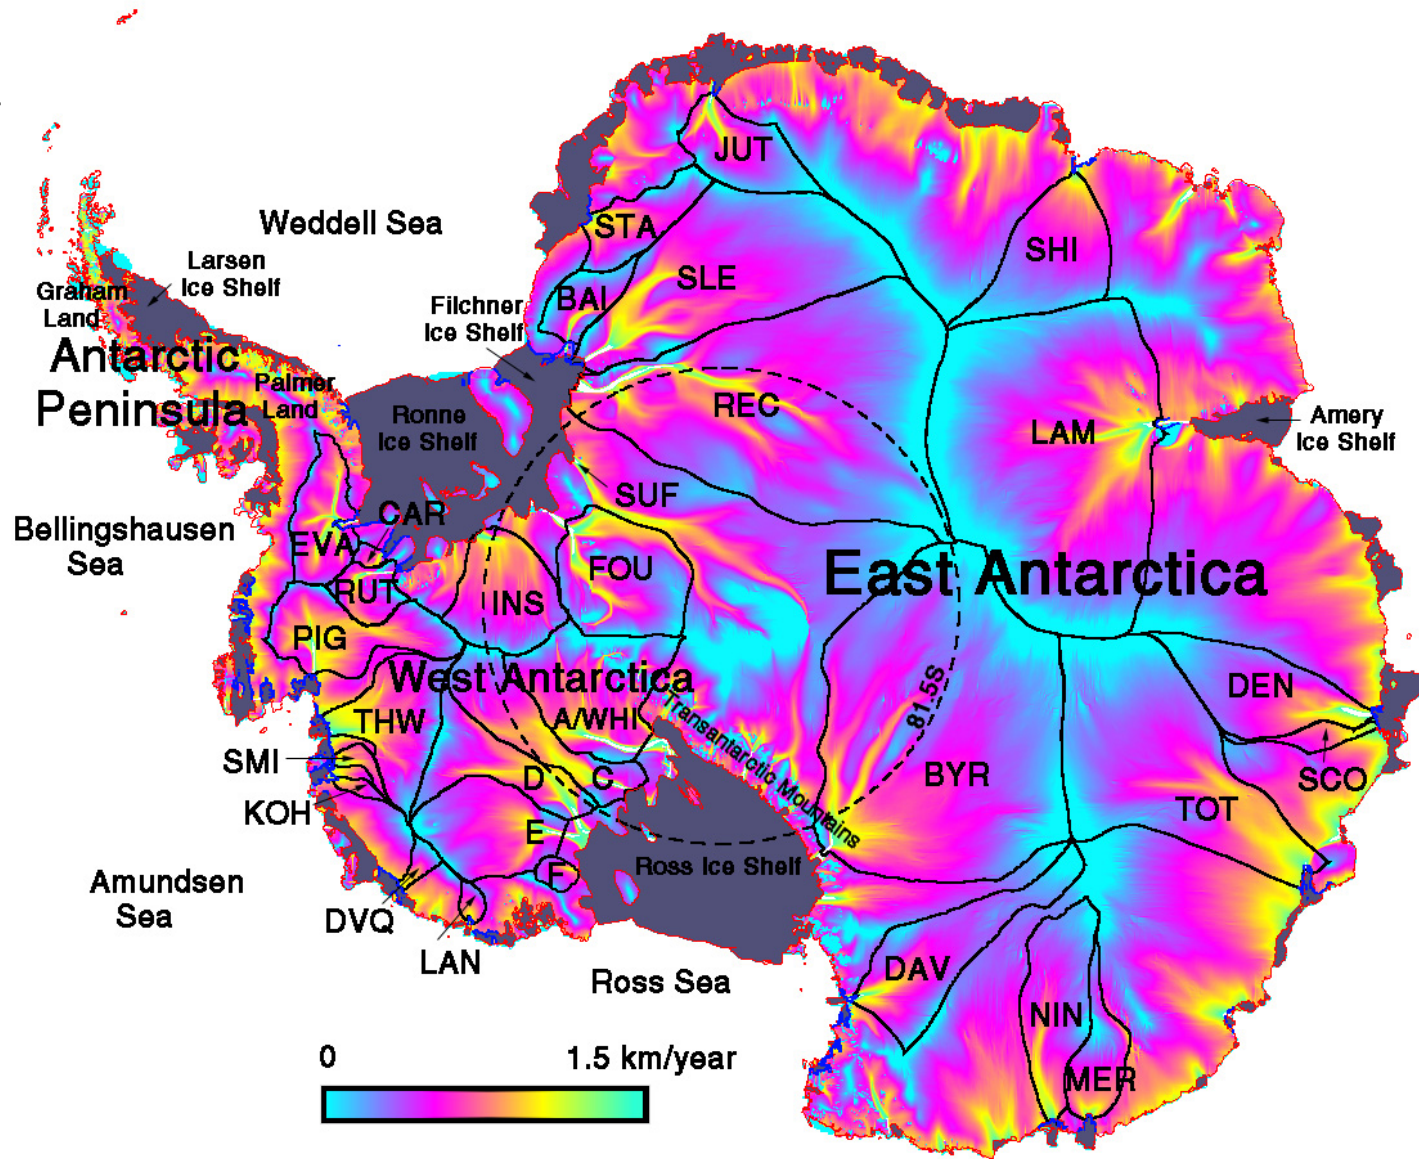 JUT
Weddell Sea
STA
SHI
Larsen
Ice Shelf
SLE
Graham
Land
BAI
Filchner
Ice Shelf
Antarctic
Peninsula
Palmer
Land
Ronne
Ice Shelf
REC
LAM
Amery
Ice Shelf
SUF
CAR
Bellingshausen
Sea
EVA
FOU
East Antarctica
RUT
INS
PIG
West Antarctica
DEN
81.5S
A/WHI
THW
Transantarctic Mountains
SMI
D
C
BYR
SCO
KOH
TOT
E
Ross Ice Shelf
F
Amundsen
Sea
DVQ
LAN
DAV
Ross Sea
NIN
0
1.5 km/year
MER